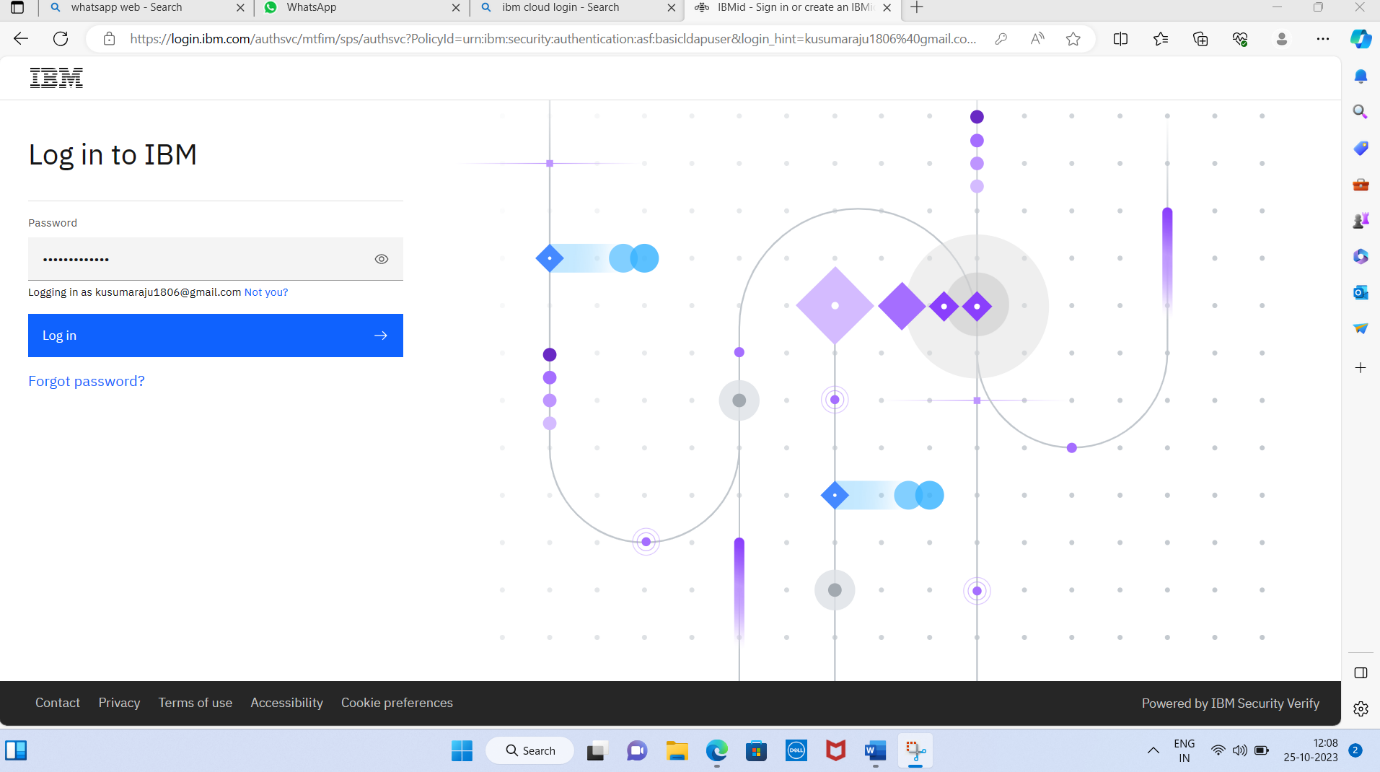 whatsapp web - Search
WhatsApp
ibm cloud login - Search
IBMid - Sign in or create an IBMi
https://login.ibm.com/authsvc/mtfim/sps/authsvc?PolicyId=urn:ibm:security:authentication:asf:basicldapuser&login_hint=kusumaraju1806%40gmail.co...
IBM
Log in to IBM
Password
Logging in as kusumaraju1806@gmail.com Not you?
Log in
Forgot password?
Contact Privacy Terms of use Accessibility Cookie preferences
Powered by IBM Security Verify
Search
DELL
ENG
IN
12:08
25-10-2023
2